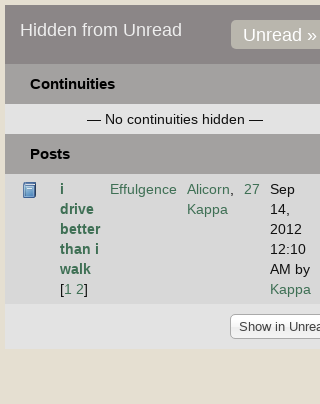 Hidden from Unread
Unread »
Continuities
— No continuities hidden —
Posts
i drive better than i walk [1 2]
Effulgence
Alicorn, Kappa
27
Sep 14, 2012 12:10 AM by Kappa
Show in Unrea